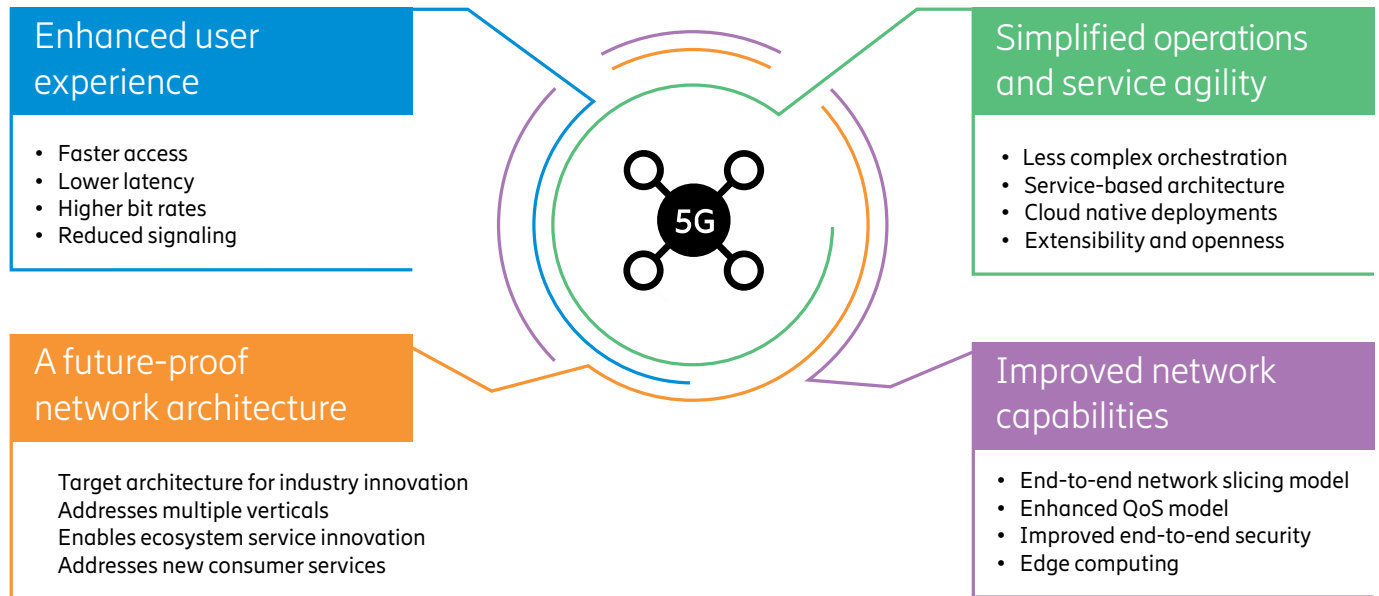 Enhanced user
experience
• Faster access
• Lower latency
• Higher bit rates
• Reduced signaling
5G
Simplified operations
and service agility
• Less complex orchestration
• Service-based architecture
• Cloud native deployments
• Extensibility and openness
A future-proof
network architecture
Target architecture for industry innovation
Addresses multiple verticals
Enables ecosystem service innovation
Addresses new consumer services
Improved network
capabilities
• End-to-end network slicing model
• Enhanced QoS model
• Improved end-to-end security
• Edge computing